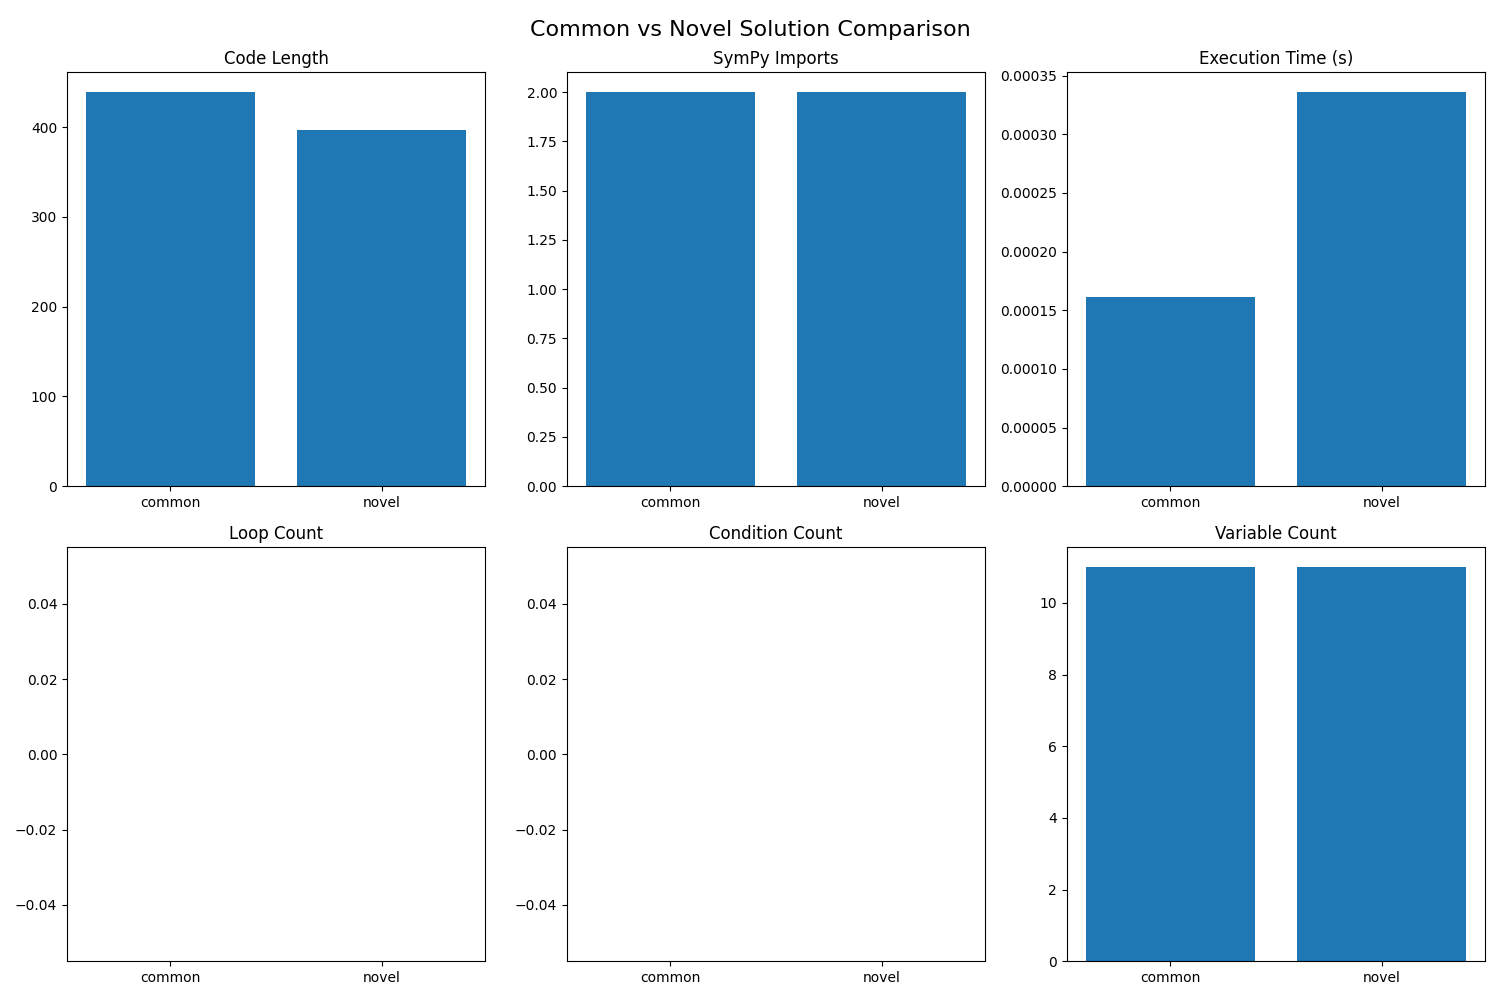 Common vs Novel Solution Comparison
Code Length
400
300
200
100
0
common novel
SymPy Imports
2.00
1.75
1.50
1.25
1.00
0.75
0.50
0.25
0.00
common novel
Execution Time (s)
0.00035
0.00030
0.00025
0.00020
0.00015
0.00010
0.00005
0.00000
common novel
Loop Count
0.04
0.02
0.00
−0.02
−0.04
common novel
Condition Count
0.04
0.02
0.00
−0.02
−0.04
common novel
Variable Count
10
8
6
4
2
0
common novel